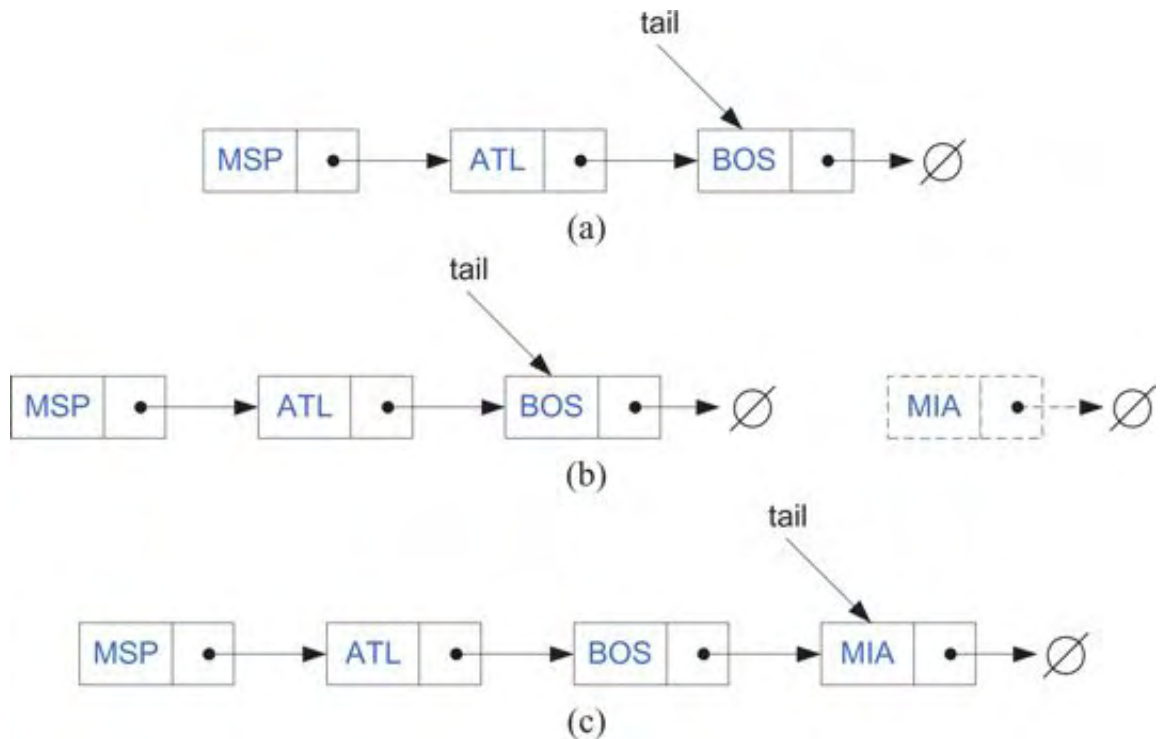 tail
MSP ATL BOS ∅
(a)
tail
MSP ATL BOS ∅ MIA ∅
(b)
tail
MSP ATL BOS MIA ∅
(c)